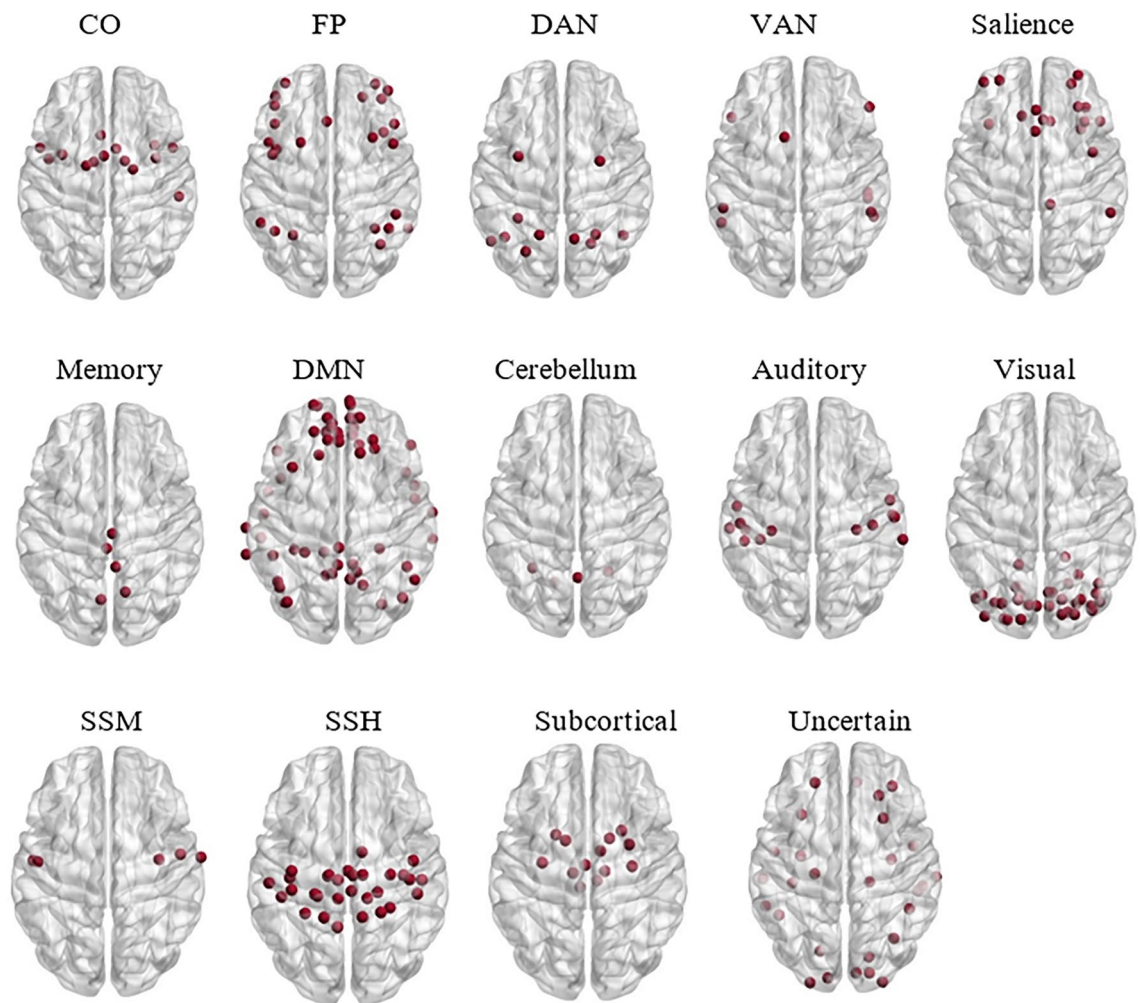 CO FP DAN VAN Salience
Memory DMN Cerebellum Auditory Visual
SSM SSH Subcortical Uncertain